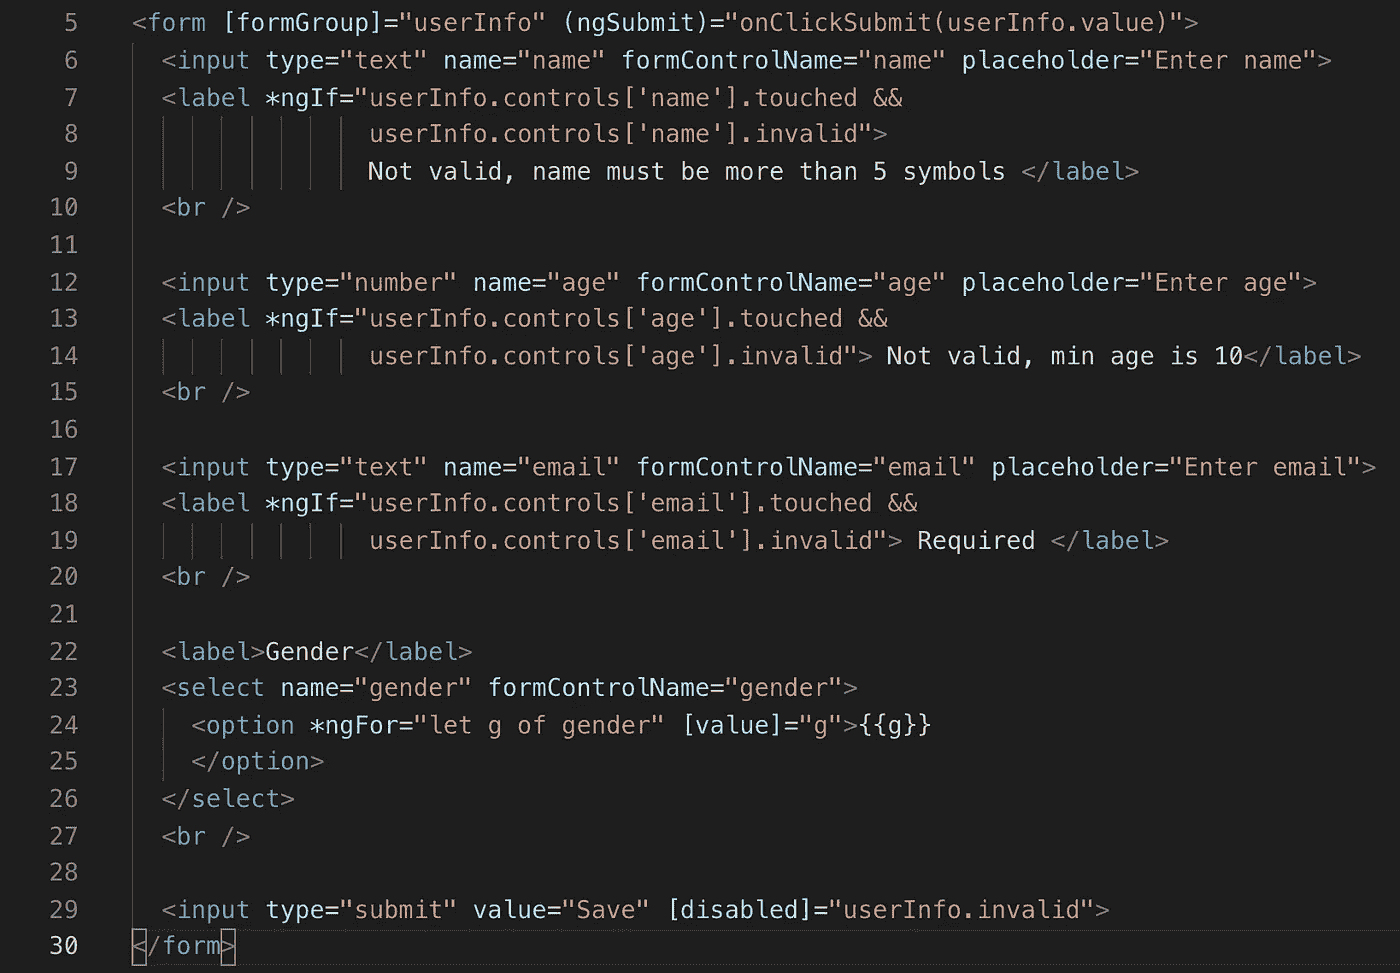 5 <form [formGroup]="userInfo" (ngSubmit)="onClickSubmit(userInfo.value)">
6 <input type="text" name="name" formControlName="name" placeholder="Enter name">
7 <label *ngIf="userInfo.controls['name'].touched &&
8 userInfo.controls['name'].invalid">
9 Not valid, name must be more than 5 symbols </label>
10 <br />
11
12 <input type="number" name="age" formControlName="age" placeholder="Enter age">
13 <label *ngIf="userInfo.controls['age'].touched &&
14 userInfo.controls['age'].invalid"> Not valid, min age is 10</label>
15 <br />
16
17 <input type="text" name="email" formControlName="email" placeholder="Enter email">
18 <label *ngIf="userInfo.controls['email'].touched &&
19 userInfo.controls['email'].invalid"> Required </label>
20 <br />
21
22 <label>Gender</label>
23 <select name="gender" formControlName="gender">
24 <option *ngFor="let g of gender" [value]="g">{{g}}
25 </option>
26 </select>
27 <br />
28
29 <input type="submit" value="Save" [disabled]="userInfo.invalid">
30 </form>